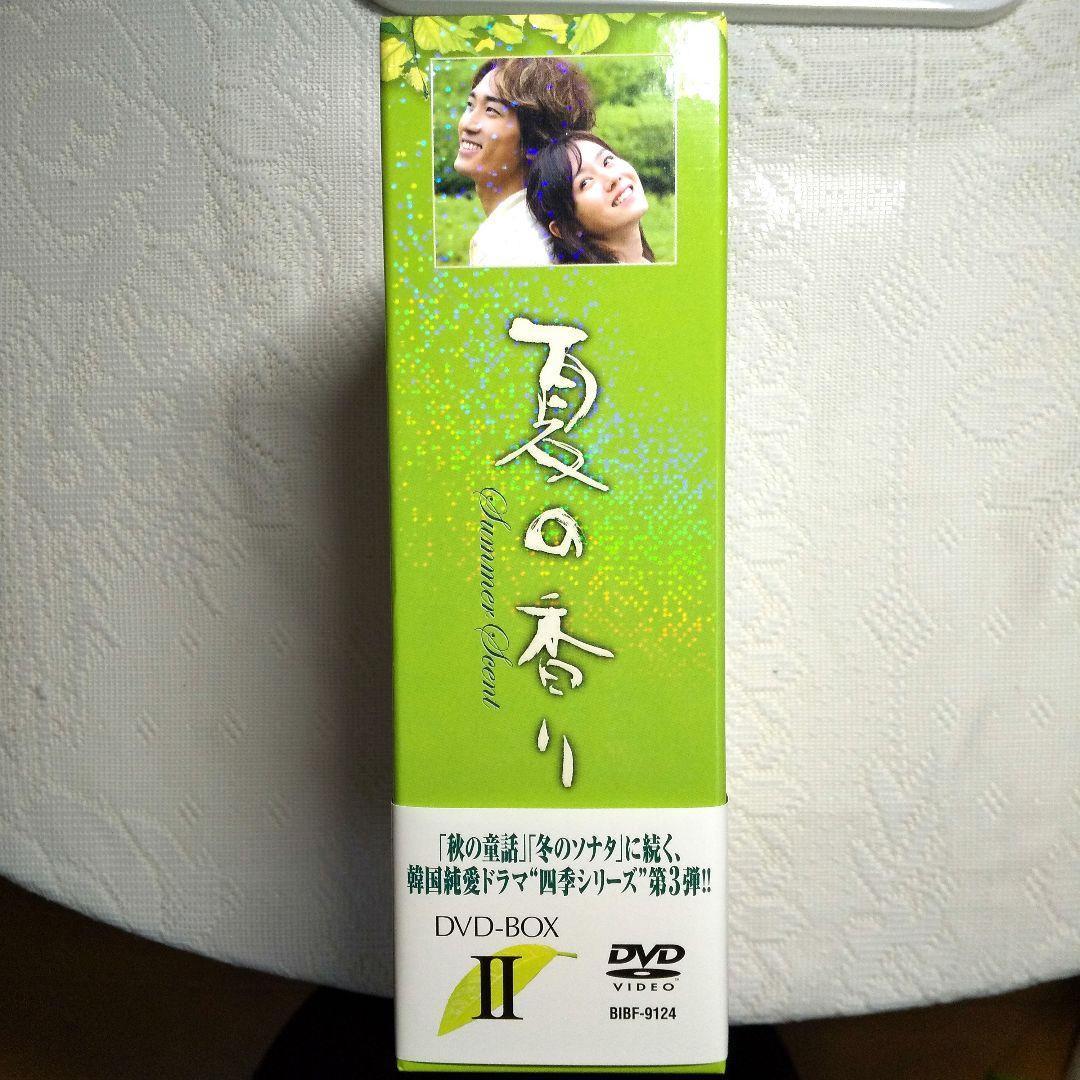 夏の香り
Summer Scent
「秋の童話」「冬のソナタ」に続く、
韓国純愛ドラマ“四季シリーズ”第3弾!!
DVD-BOX
II
DVD
VIDEO
BIBF-9124